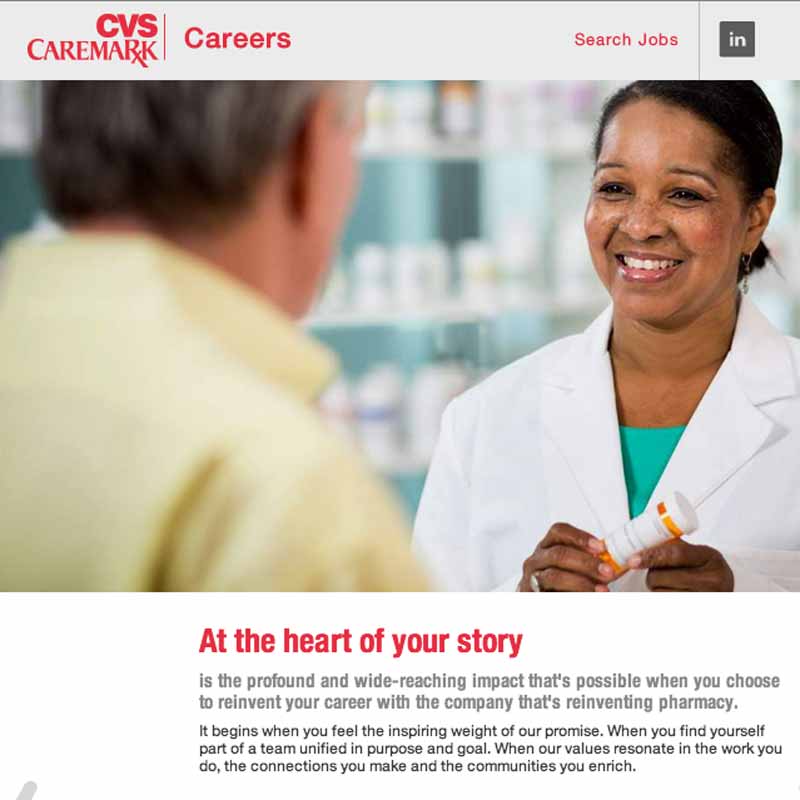 CVS
CAREMARK
Careers
Search Jobs
in
At the heart of your story
is the profound and wide-reaching impact that's possible when you choose
to reinvent your career with the company that's reinventing pharmacy.
It begins when you feel the inspiring weight of our promise. When you find yourself
part of a team unified in purpose and goal. When our values resonate in the work you
do, the connections you make and the communities you enrich.